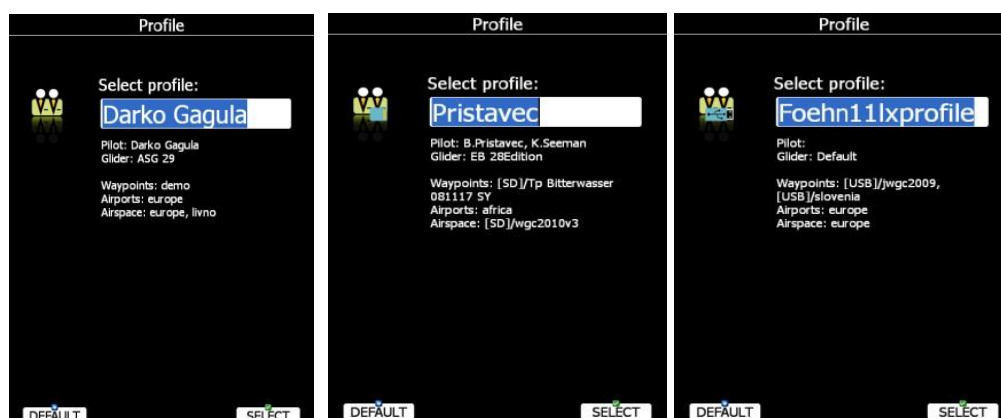 Profile
Select profile:
Darko Gagula
Pilot: Darko Gagula
Glider: ASG 29
Waypoints: demo
Airports: europe
Airspace: europe, livno
DEFAULT
SELECT
Profile
Select profile:
Pristavec
Pilot: B.Pristavec, K.Seeman
Glider: EB 28Edition
Waypoints: [SD]/Tp Bitterwasser
081117 SY
Airports: africa
Airspace: [SD]/wgc2010v3
DEFAULT
SELECT
Profile
Select profile:
Foehn11lxprofile
Pilot:
Glider: Default
Waypoints: [USB]/jwgc2009,
[USB]/slovenia
Airports: europe
Airspace: europe
DEFAULT
SELECT